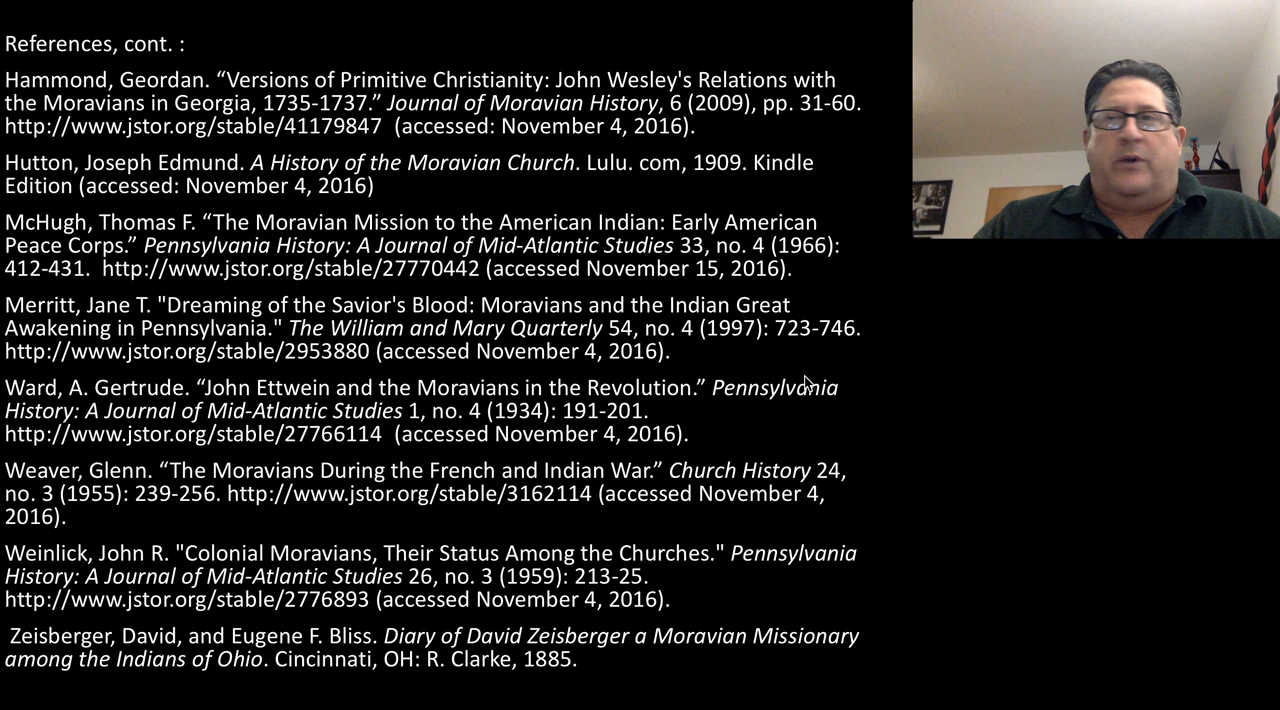 References, cont. :
Hammond, Geordan. “Versions of Primitive Christianity: John Wesley's Relations with
the Moravians in Georgia, 1735-1737.” Journal of Moravian History, 6 (2009), pp. 31-60.
http://www.jstor.org/stable/41179847  (accessed: November 4, 2016).
Hutton, Joseph Edmund. A History of the Moravian Church. Lulu. com, 1909. Kindle
Edition (accessed: November 4, 2016)
McHugh, Thomas F. “The Moravian Mission to the American Indian: Early American
Peace Corps.” Pennsylvania History: A Journal of Mid-Atlantic Studies 33, no. 4 (1966):
412-431.  http://www.jstor.org/stable/27770442 (accessed November 15, 2016).
Merritt, Jane T. "Dreaming of the Savior's Blood: Moravians and the Indian Great
Awakening in Pennsylvania." The William and Mary Quarterly 54, no. 4 (1997): 723-746.
http://www.jstor.org/stable/2953880 (accessed November 4, 2016).
Ward, A. Gertrude. “John Ettwein and the Moravians in the Revolution.” Pennsylvania
History: A Journal of Mid-Atlantic Studies 1, no. 4 (1934): 191-201.
http://www.jstor.org/stable/27766114  (accessed November 4, 2016).
Weaver, Glenn. “The Moravians During the French and Indian War.” Church History 24,
no. 3 (1955): 239-256. http://www.jstor.org/stable/3162114 (accessed November 4,
2016).
Weinlick, John R. "Colonial Moravians, Their Status Among the Churches." Pennsylvania
History: A Journal of Mid-Atlantic Studies 26, no. 3 (1959): 213-25.
http://www.jstor.org/stable/2776893 (accessed November 4, 2016).
Zeisberger, David, and Eugene F. Bliss. Diary of David Zeisberger a Moravian Missionary
among the Indians of Ohio. Cincinnati, OH: R. Clarke, 1885.